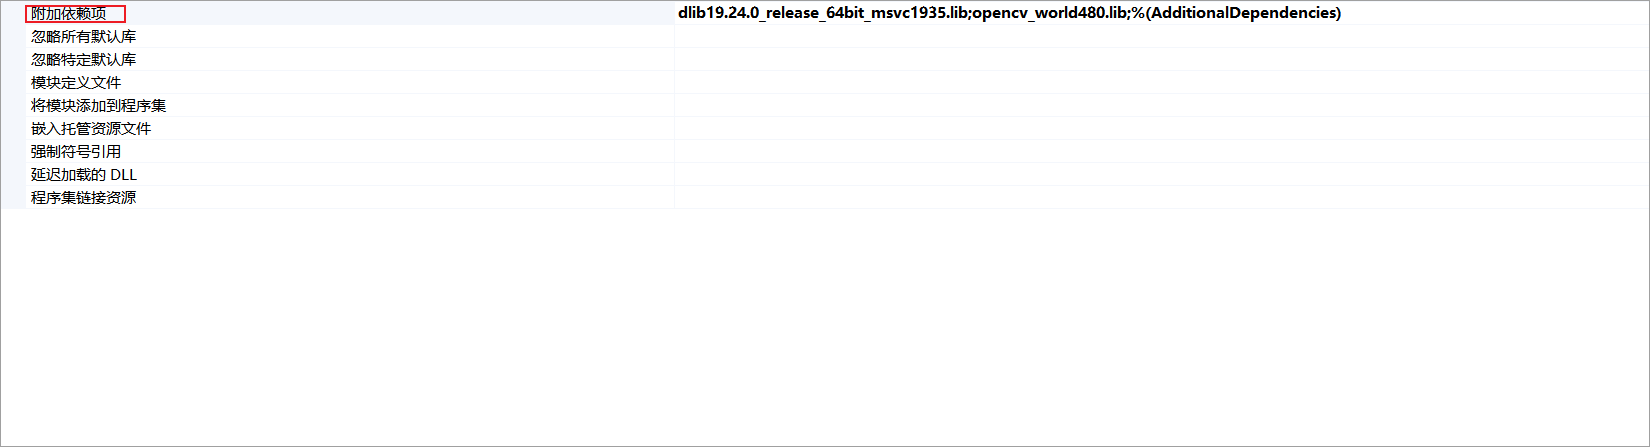 附加依赖项 dlib19.24.0_release_64bit_msvc1935.lib;opencv_world480.lib;%(AdditionalDependencies)
忽略所有默认库
忽略特定默认库
模块定义文件
将模块添加到程序集
嵌入托管资源文件
强制符号引用
延迟加载的 DLL
程序集链接资源